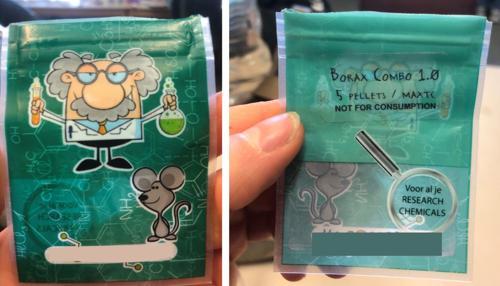 BORAX COMBO 1.0
5 PELLETS / MAXTC
NOT FOR CONSUMPTION
Voor al je
RESEARCH
CHEMICALS